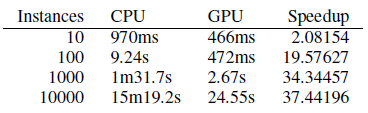 Instances CPU GPU Speedup
10 970ms 466ms 2.08154
100 9.24s 472ms 19.57627
1000 1m31.7s 2.67s 34.34457
10000 15m19.2s 24.55s 37.44196